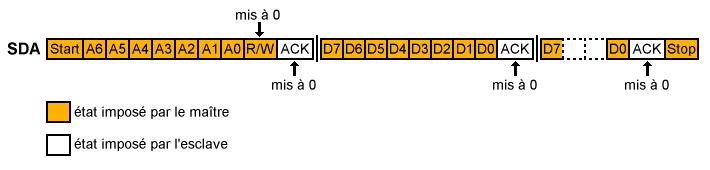 mis à 0
SDA Start A6 A5 A4 A3 A2 A1 A0 R/W ACK D7 D6 D5 D4 D3 D2 D1 D0 ACK D7 D0 ACK Stop
mis à 0 mis à 0 mis à 0
état imposé par le maître
état imposé par l'esclave